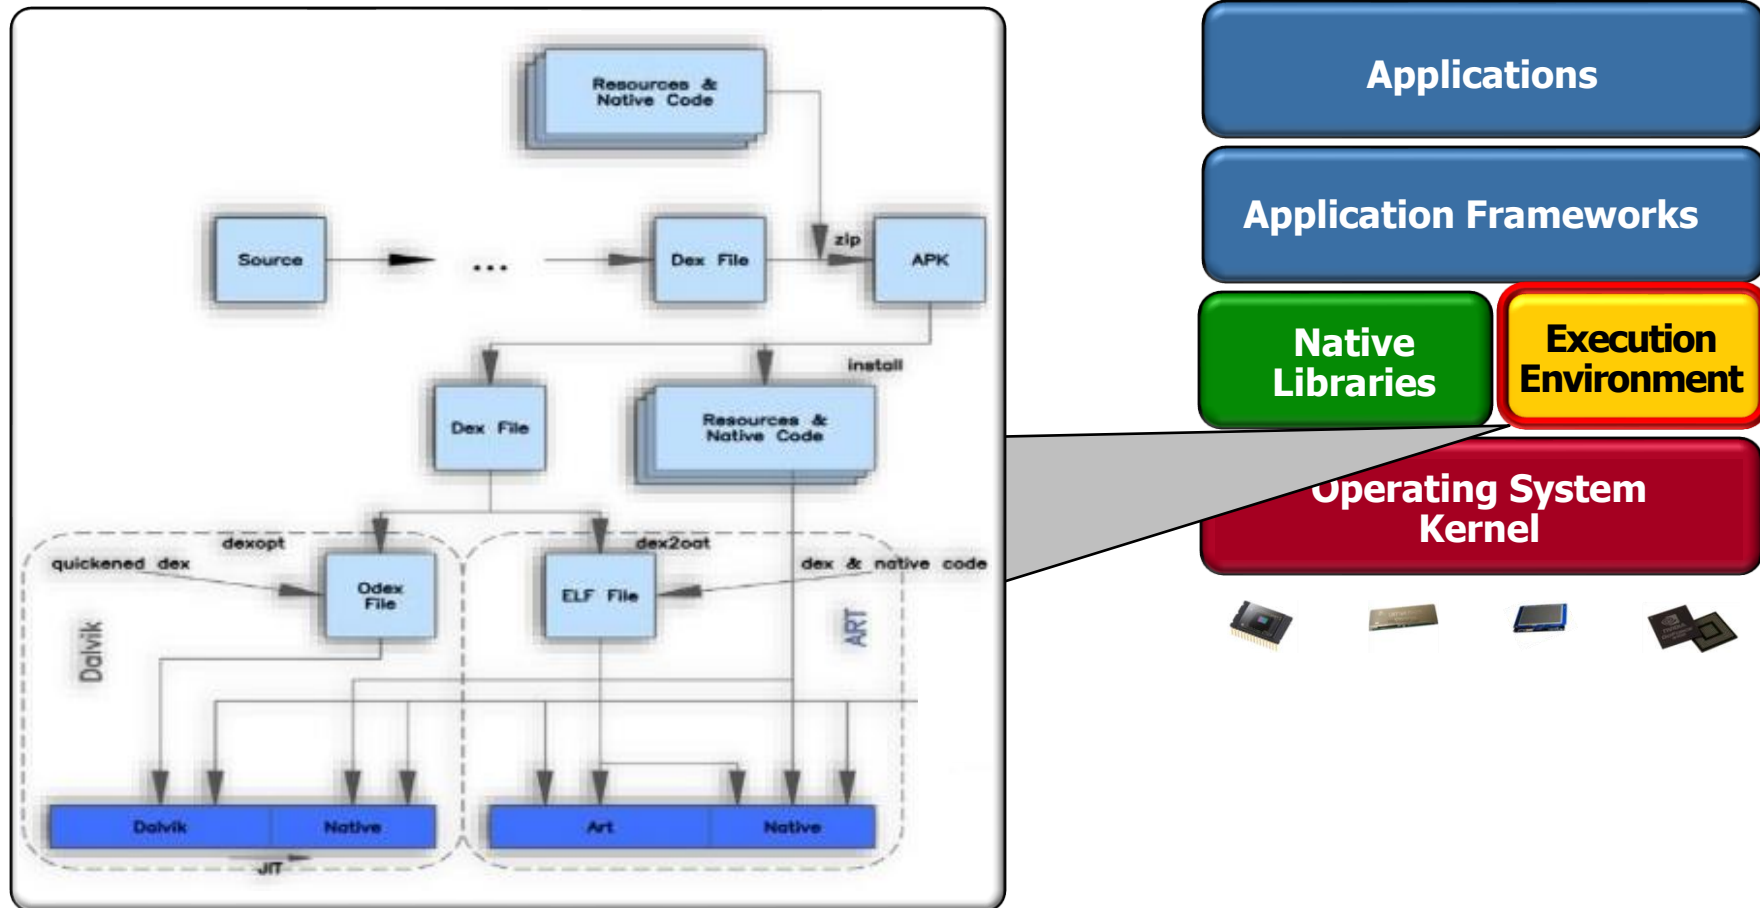 Resources &
Native Code
Source
...
Dex File
zip
APK
install
Dex File
Resources &
Native Code
dexopt
dex2oat
quickened dex
dex & native code
Odex
File
ELF File
Dalvik
ART
Dalvik
Native
Art
Native
JIT
Applications
Application Frameworks
Native
Libraries
Execution
Environment
Operating System
Kernel